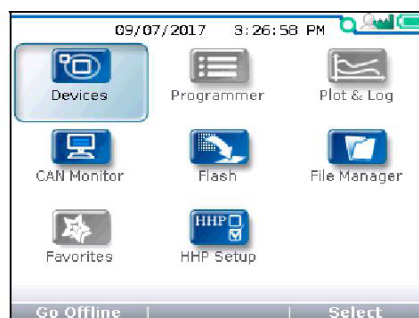 09/07/2017 3:26:58 PM
Devices Programmer Plot & Log
CAN Monitor Flash File Manager
HHP
Favorites HHP Setup
Go Offline Select